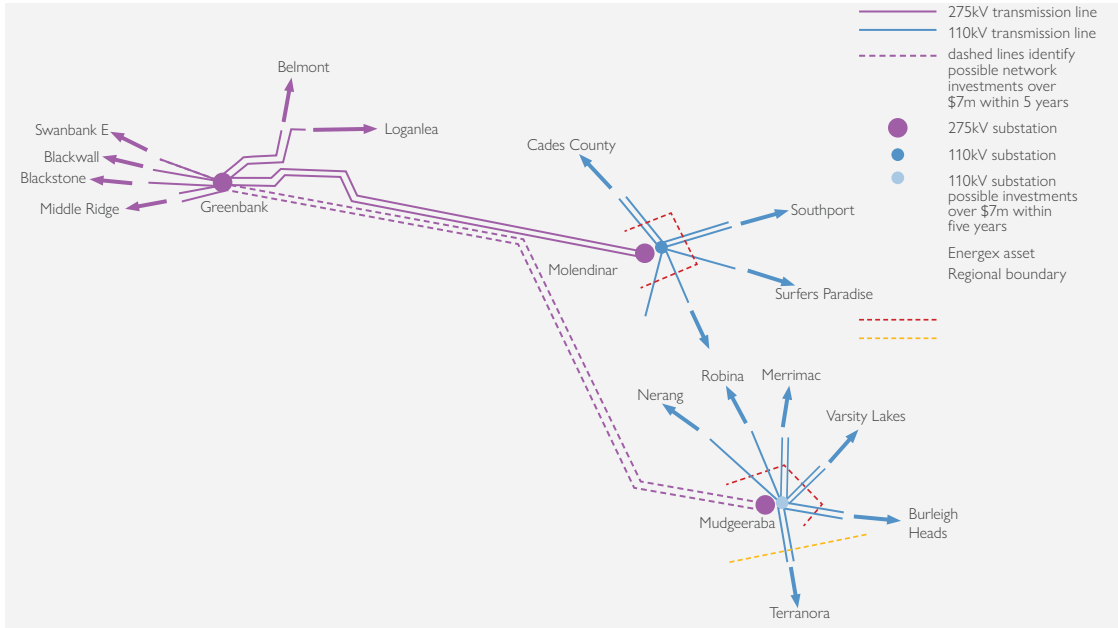 275kV transmission line
110kV transmission line
dashed lines identify
possible network
investments over
$7m within 5 years
275kV substation
110kV substation
110kV substation
possible investments
over $7m within
five years
Energex asset
Regional boundary
Belmont
Swanbank E
Loganlea
Blackwall
Blackstone
Middle Ridge
Greenbank
Cades County
Southport
Molendinar
Surfers Paradise
Robina
Merrimac
Nerang
Varsity Lakes
Mudgeeraba
Burleigh
Heads
Terranora